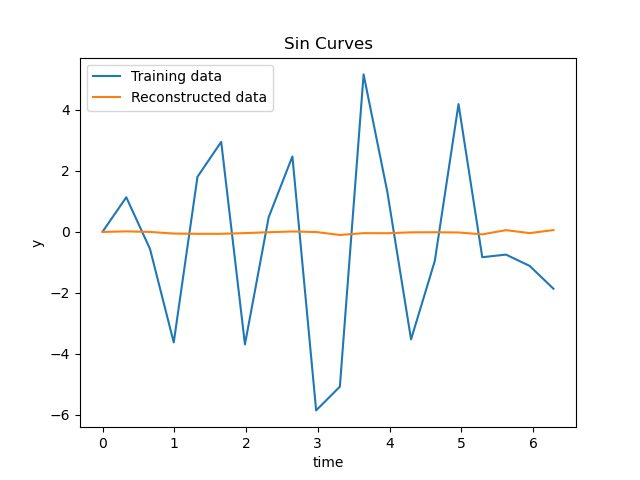 Sin Curves
Training data
Reconstructed data
4
2
0
−2
−4
−6
y
0 1 2 3 4 5 6
time